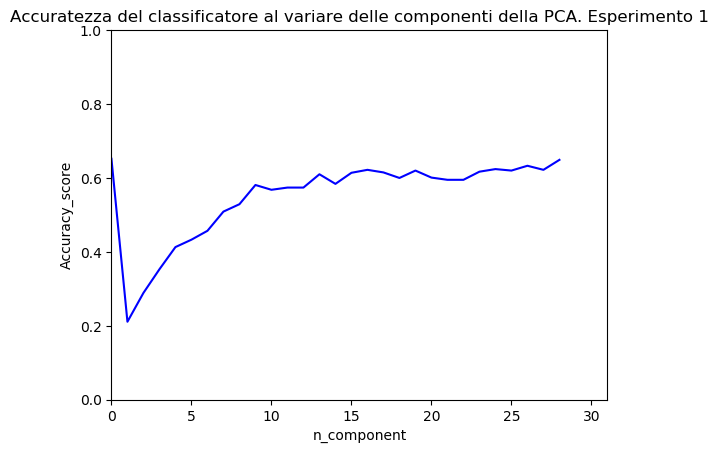 Accuratezza del classificatore al variare delle componenti della PCA. Esperimento 1
1.0
0.8
0.6
0.4
0.2
0.0
Accuracy_score
0 5 10 15 20 25 30
n_component